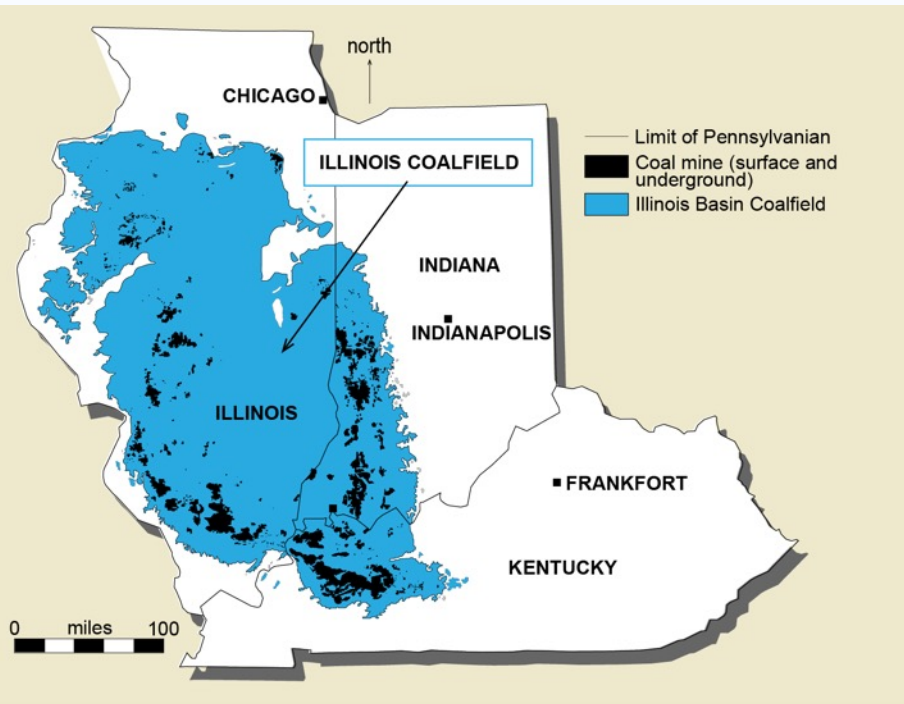 north
CHICAGO
Limit of Pennsylvanian
ILLINOIS COALFIELD
Coal mine (surface and
underground)
Illinois Basin Coalfield
INDIANA
INDIANAPOLIS
ILLINOIS
FRANKFORT
KENTUCKY
0 miles 100